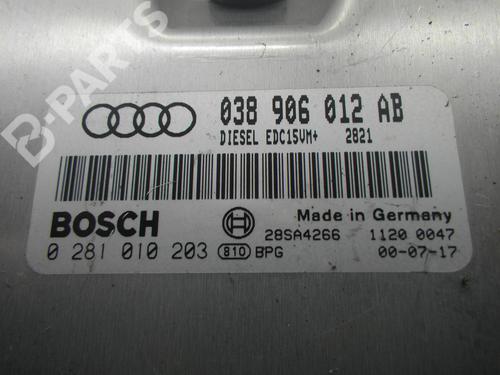 B-PARTS
038 906 012 AB
DIESEL EDC15VM+ 2821
BOSCH
Made in Germany
28SA4266 1120 0047
0 281 010 203 810 BPG 00-07-17
B-PARTS